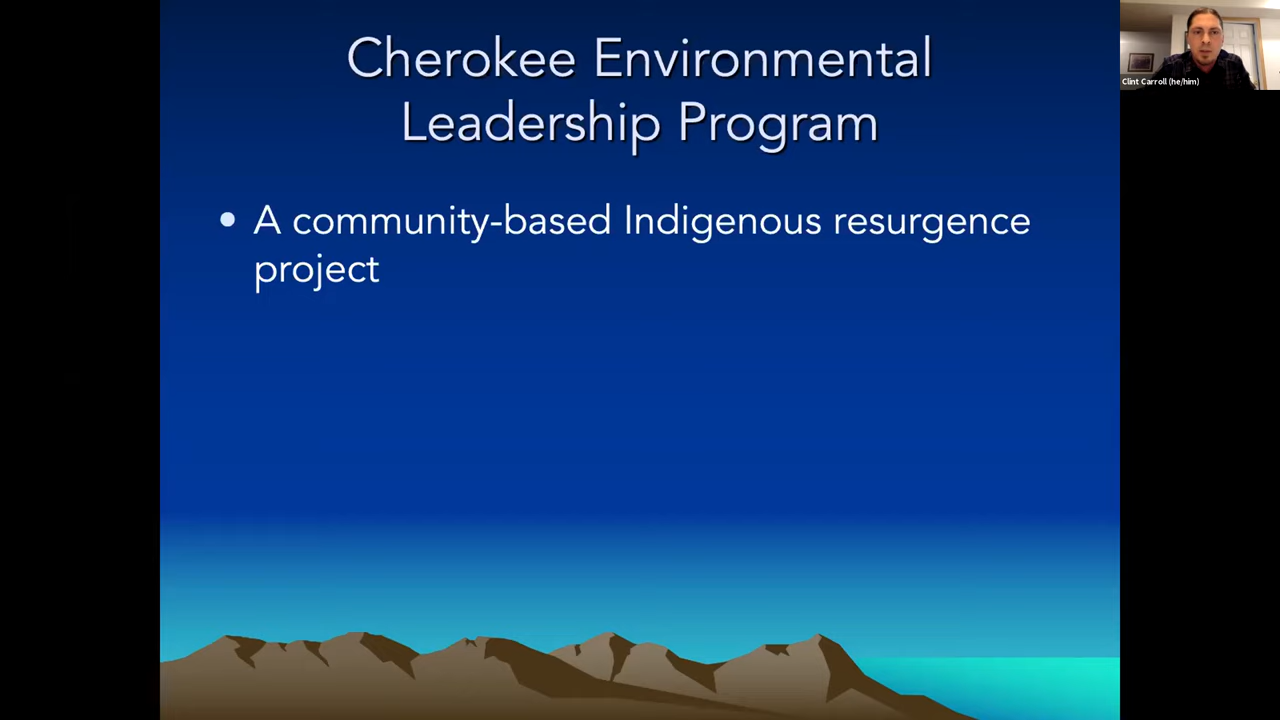 Cherokee Environmental
Leadership Program
• A community-based Indigenous resurgence
project
Clint Carroll (he/him)